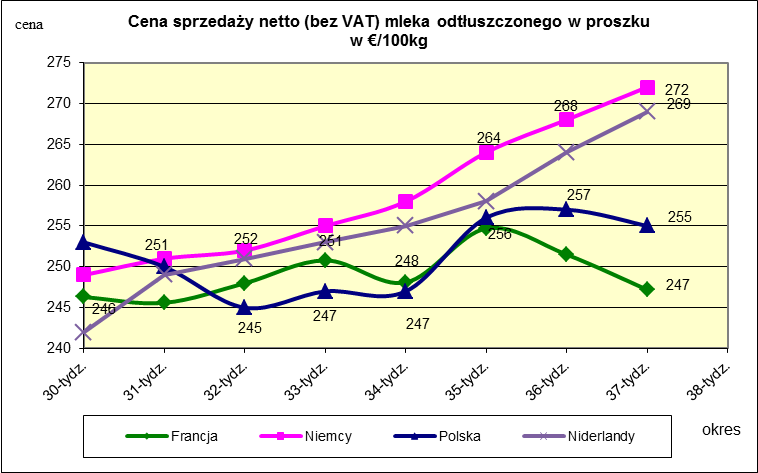 cena
Cena sprzedaży netto (bez VAT) mleka odtłuszczonego w proszku
w €/100kg
275
270
265
260
255
250
245
240
272
269
268
264
257
255
256
251
252
251
248
247
246
245
247
247
30-tydz.
31-tydz.
32-tydz.
33-tydz.
34-tydz.
35-tydz.
36-tydz.
37-tydz.
38-tydz.
okres
Francja
Niemcy
Polska
Niderlandy